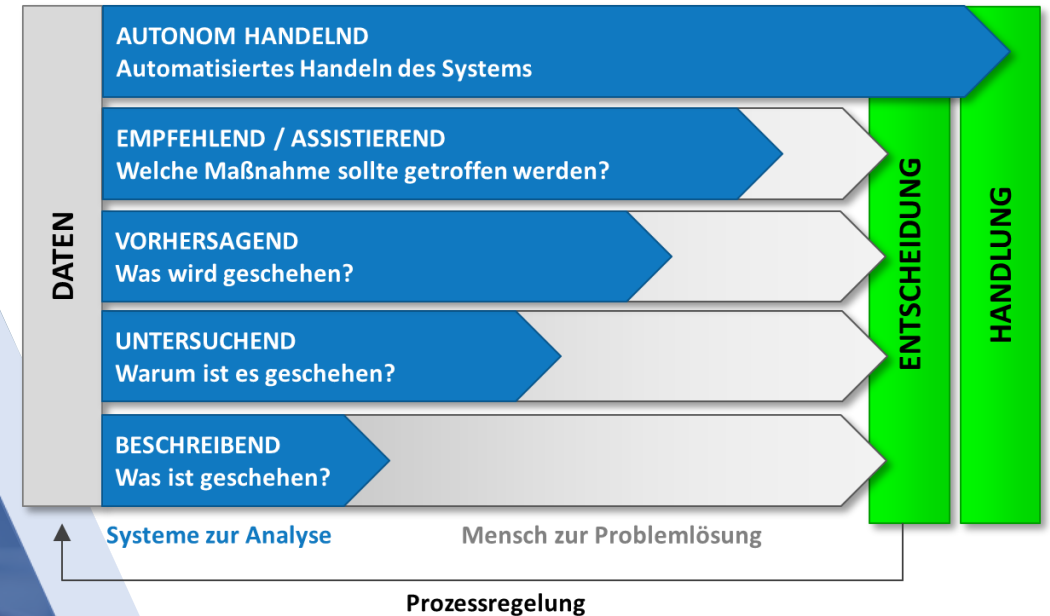 DATEN
AUTONOM HANDELND
Automatisiertes Handeln des Systems
EMPFEHLEND / ASSISTIEREND
Welche Maßnahme sollte getroffen werden?
VORHERSAGEND
Was wird geschehen?
UNTERSUCHEND
Warum ist es geschehen?
BESCHREIBEND
Was ist geschehen?
ENTSCHEIDUNG
HANDLUNG
Systeme zur Analyse
Mensch zur Problemlösung
Prozessregelung